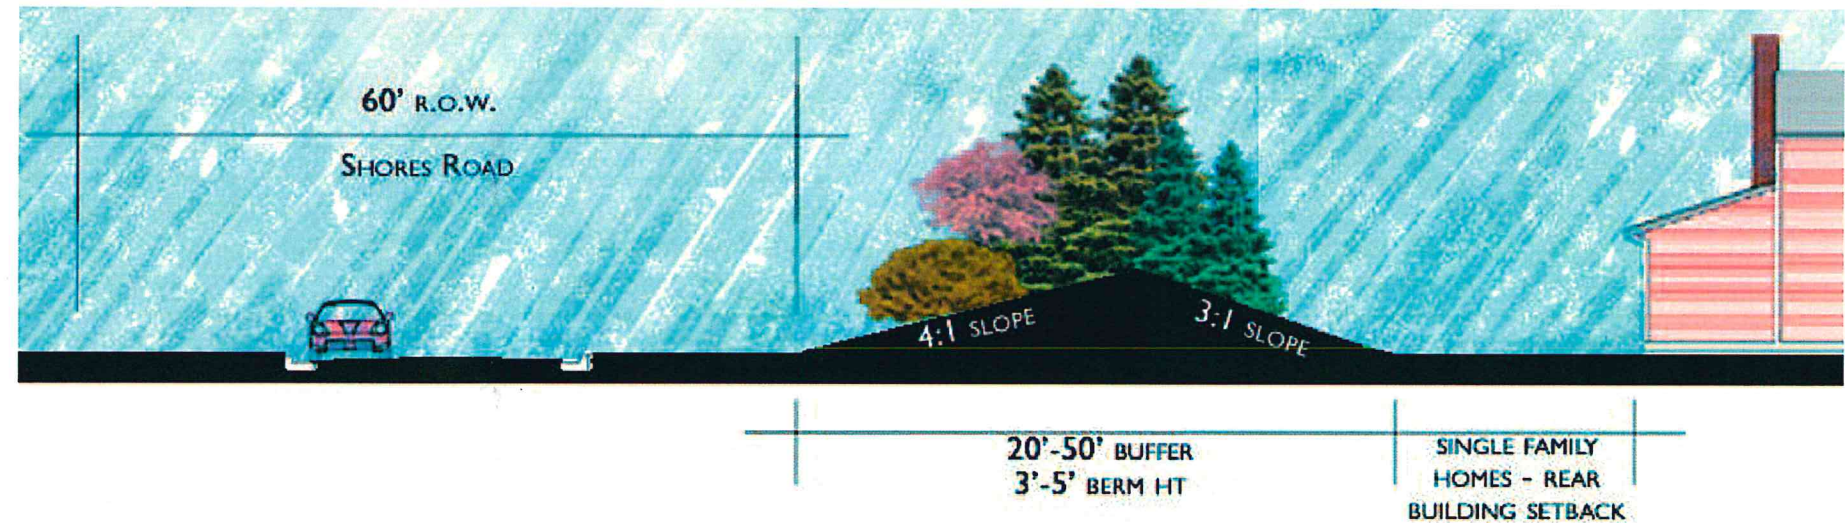 60' R.O.W.
SHORES ROAD
4:1 SLOPE
3:1 SLOPE
20'-50' BUFFER
3'-5' BERM HT
SINGLE FAMILY
HOMES - REAR
BUILDING SETBACK